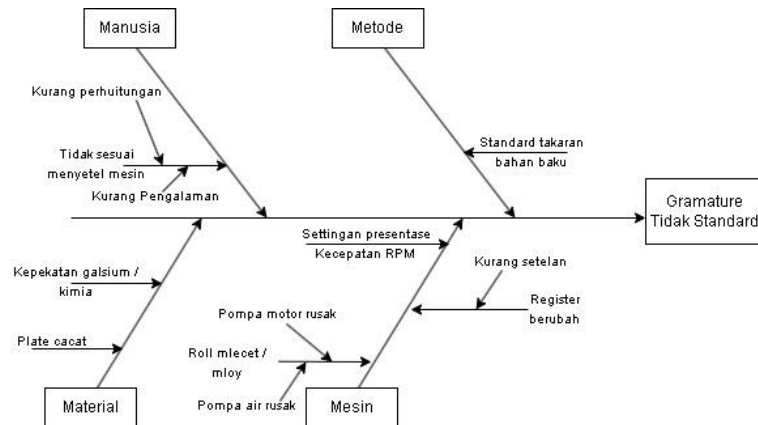 Manusia
Metode
Kurang perhuitungan
Tidak sesuai
menyetel mesin
Kurang Pengalaman
Standard takaran
bahan baku
Gramature
Tidak Standard
Settingan presentase
Kecepatan RPM
Kepekatan galsium /
kimia
Kurang setelan
Register
berubah
Pompa motor rusak
Plate cacat
Roll mlecet /
mloy
Pompa air rusak
Material
Mesin